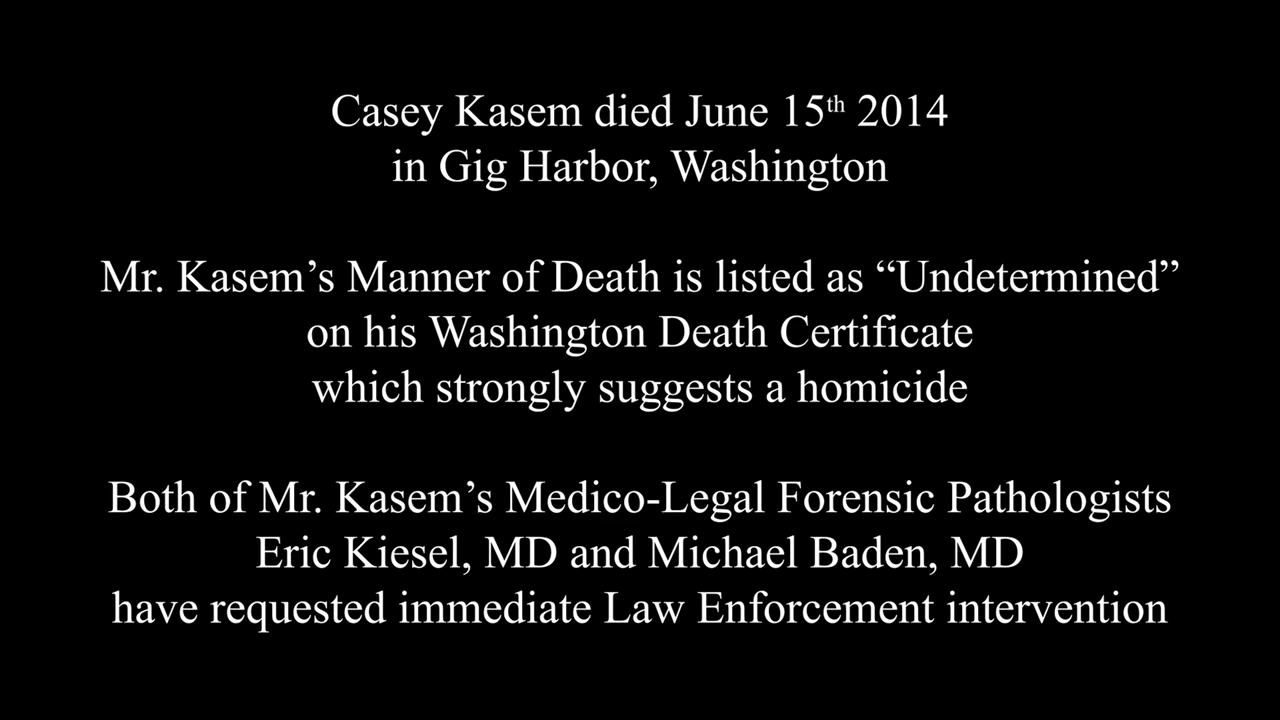 Casey Kasem died June 15th 2014
in Gig Harbor, Washington
Mr. Kasem’s Manner of Death is listed as “Undetermined”
on his Washington Death Certificate
which strongly suggests a homicide
Both of Mr. Kasem’s Medico-Legal Forensic Pathologists
Eric Kiesel, MD and Michael Baden, MD
have requested immediate Law Enforcement intervention